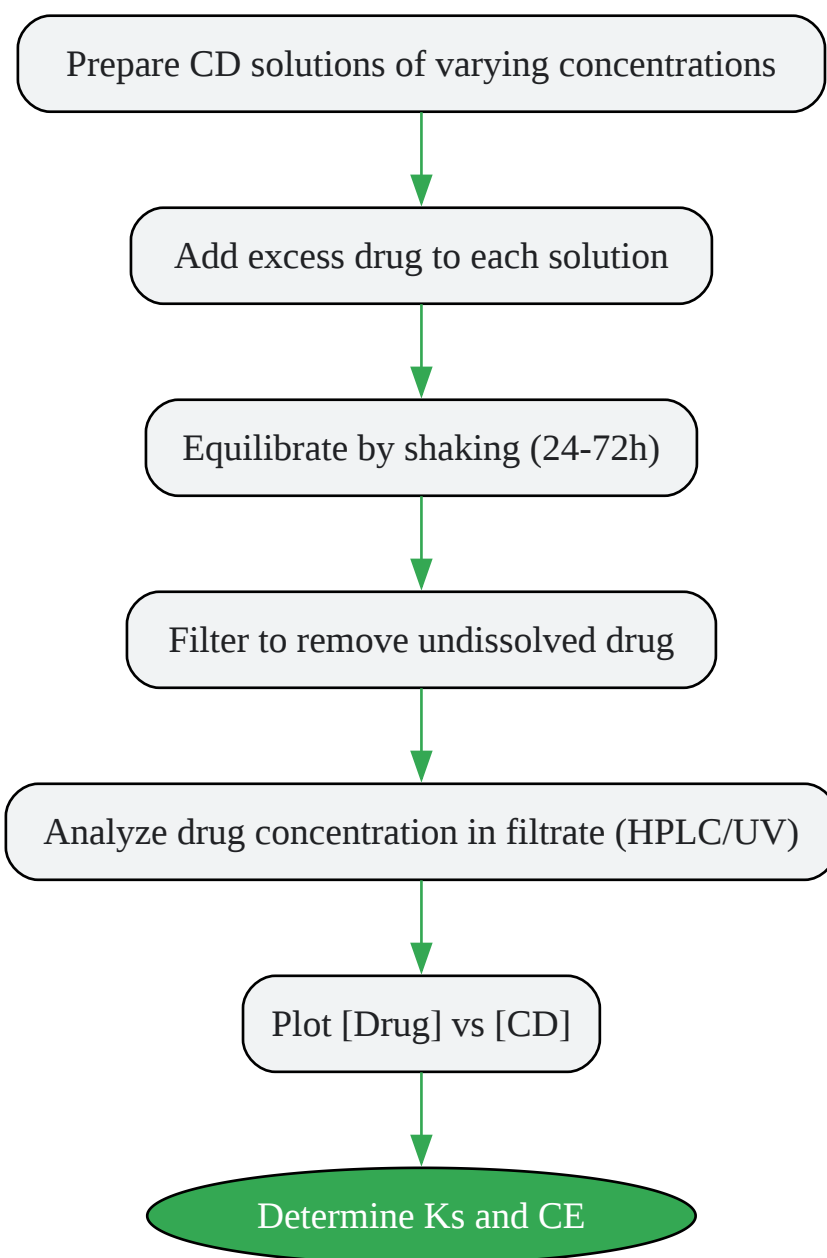 Prepare CD solutions of varying concentrations
Add excess drug to each solution
Equilibrate by shaking (24-72h)
Filter to remove undissolved drug
Analyze drug concentration in filtrate (HPLC/UV)
Plot [Drug] vs [CD]
Determine Ks and CE